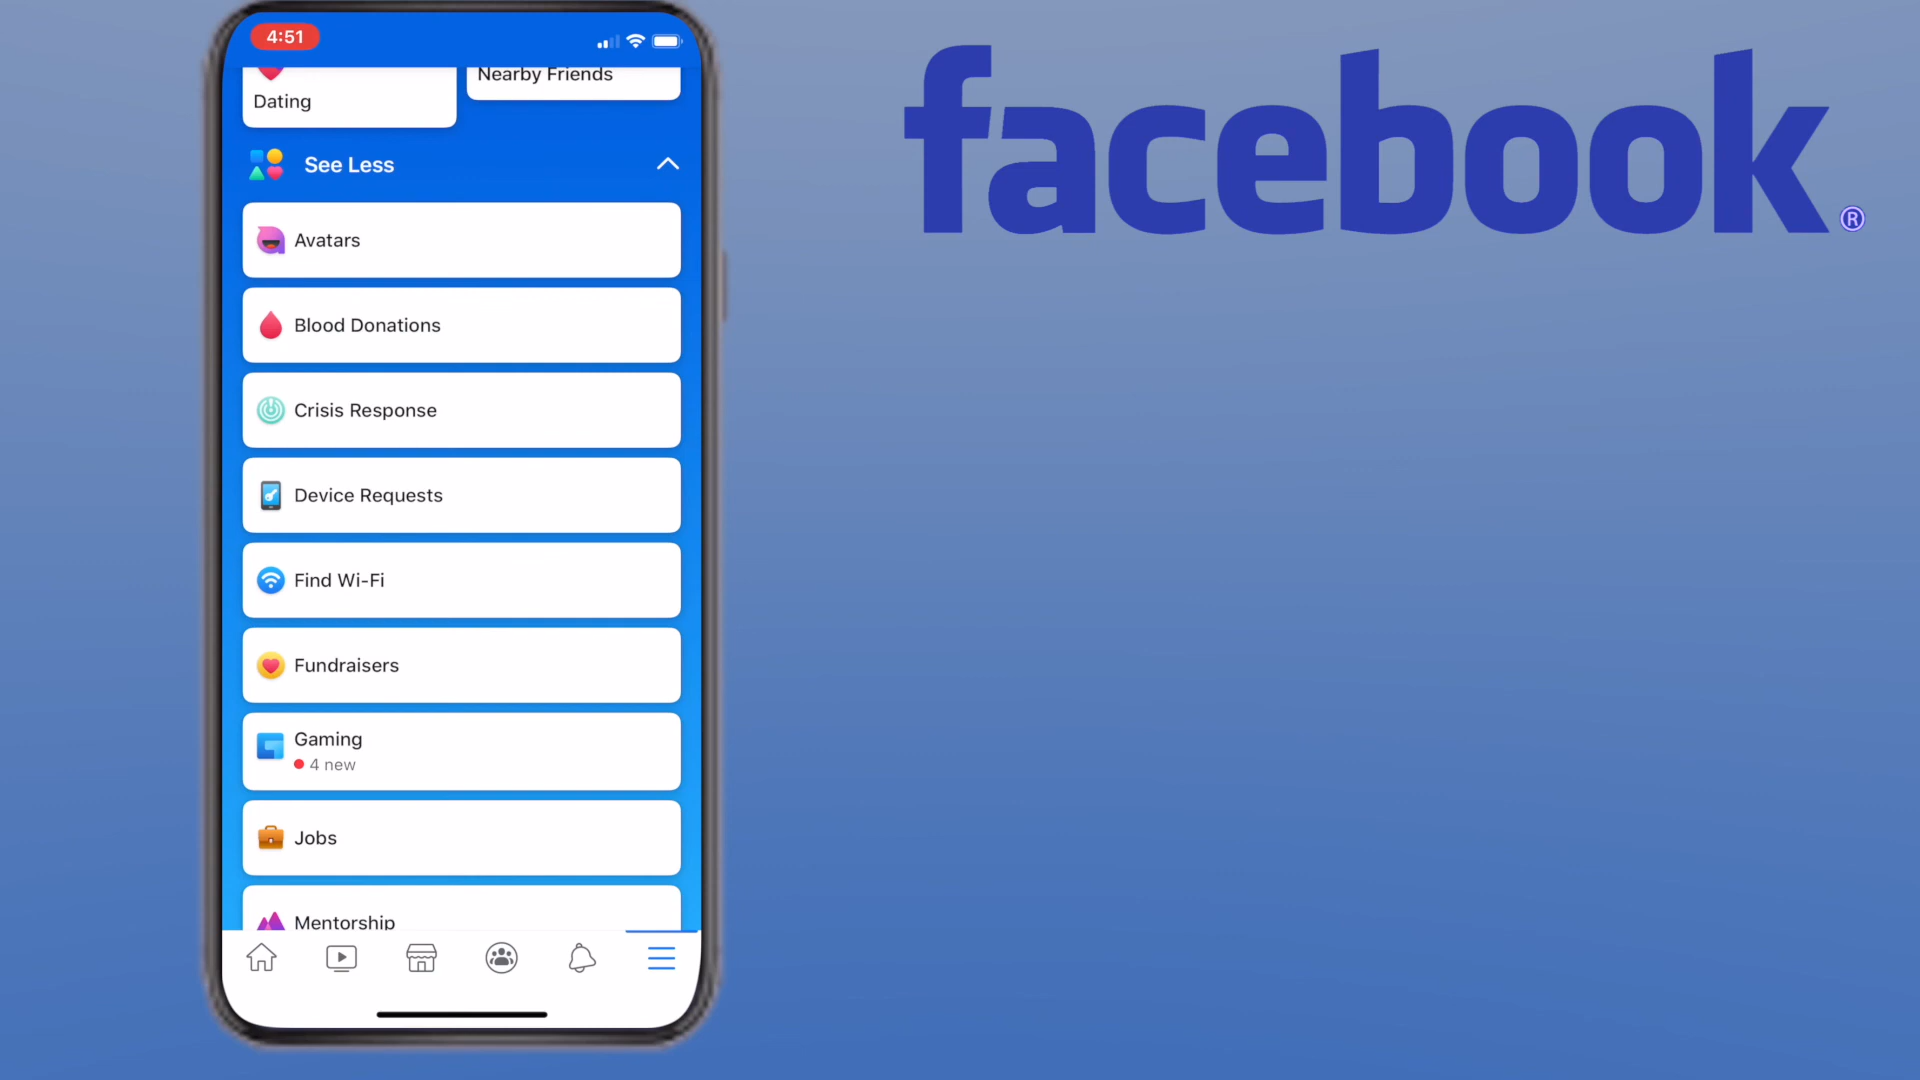 4:51
Nearby Friends
Dating
See Less
Avatars
Blood Donations
Crisis Response
Device Requests
Find Wi-Fi
Fundraisers
Gaming
4 new
Jobs
Mentorship
facebook®